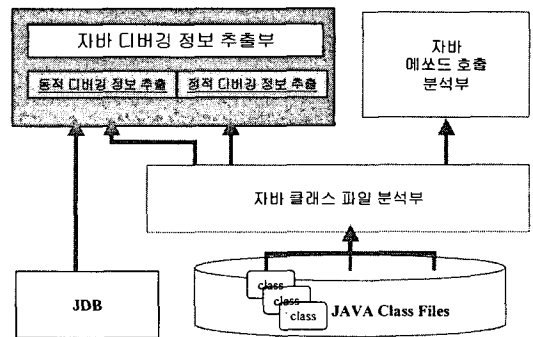 자바 디버깅 정보 추출부
동적 디버깅 정보 추출
정적 디버깅 정보 추출
자바
메쏘드 호출
분석부
자바 클래스 파일 분석부
JDB
class
class
class
JAVA Class Files